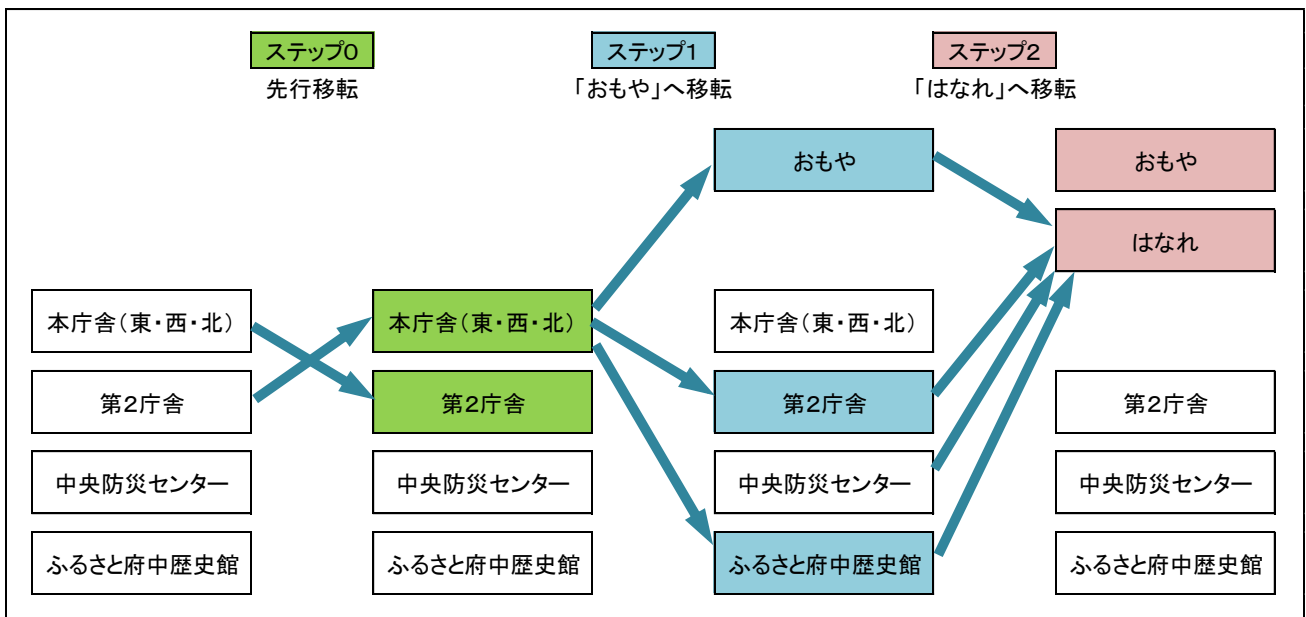 ステップ0
ステップ1
ステップ2
先行移転
「おもや」へ移転
「はなれ」へ移転
おもや
おもや
はなれ
本庁舎(東・西・北)
本庁舎(東・西・北)
本庁舎(東・西・北)
第2庁舎
第2庁舎
第2庁舎
第2庁舎
中央防災センター
中央防災センター
中央防災センター
中央防災センター
ふるさと府中歴史館
ふるさと府中歴史館
ふるさと府中歴史館
ふるさと府中歴史館